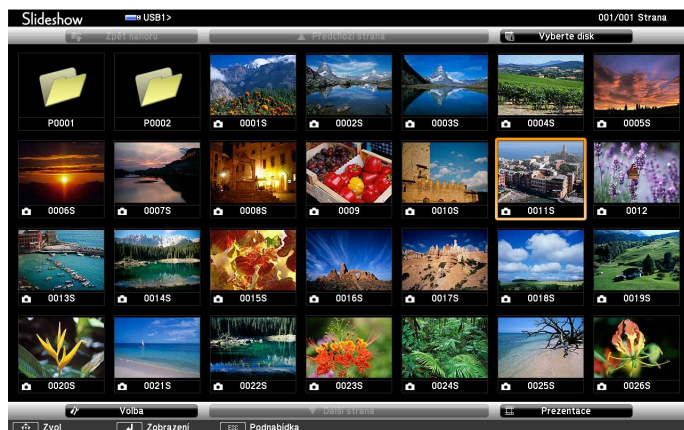 Slideshow USB1> 001/001 Strana
Zpět nahoru Předchozí strana Vyberte disk
P0001 P0002 0001S 0002S 0003S 0004S 0005S
0006S 0007S 0008S 0009 0010S 0011S 0012
0013S 0014S 0015S 0016S 0017S 0018S 0019S
0020S 0021S 0022S 0023S 0024S 0025S 0026S
Volba Další strana Prezentace
Zvol Zobrazení ESC Podnabídka